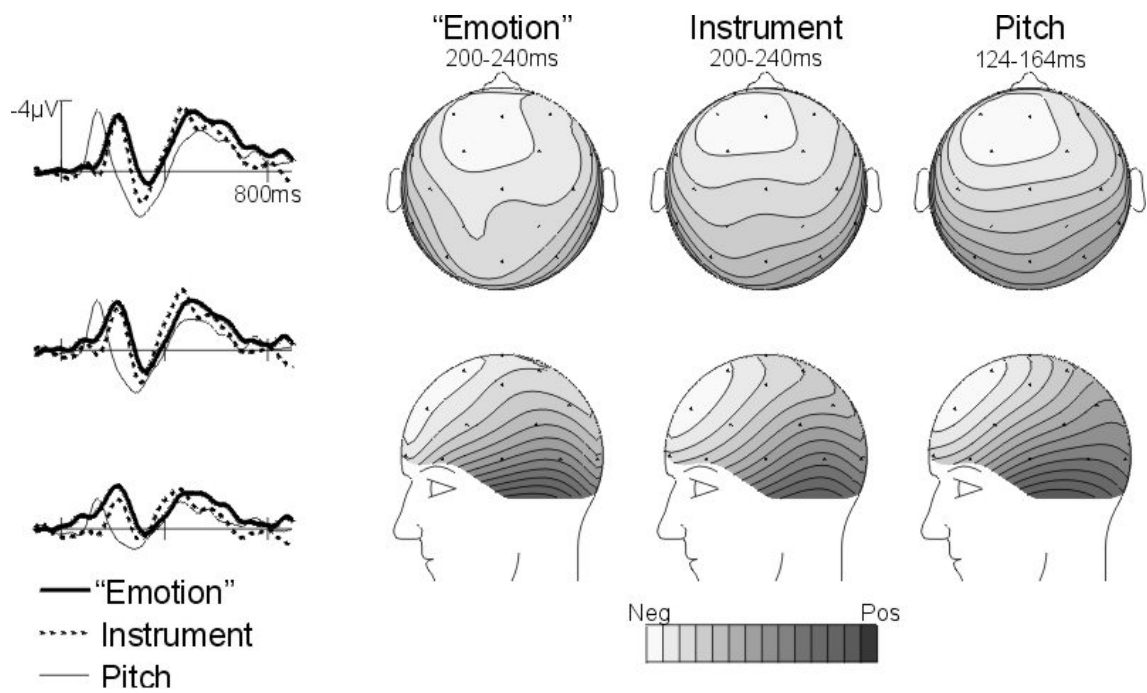 “Emotion”
200-240ms
Instrument
200-240ms
Pitch
124-164ms
-4µV
800ms
“Emotion”
Instrument
Pitch
Neg
Pos